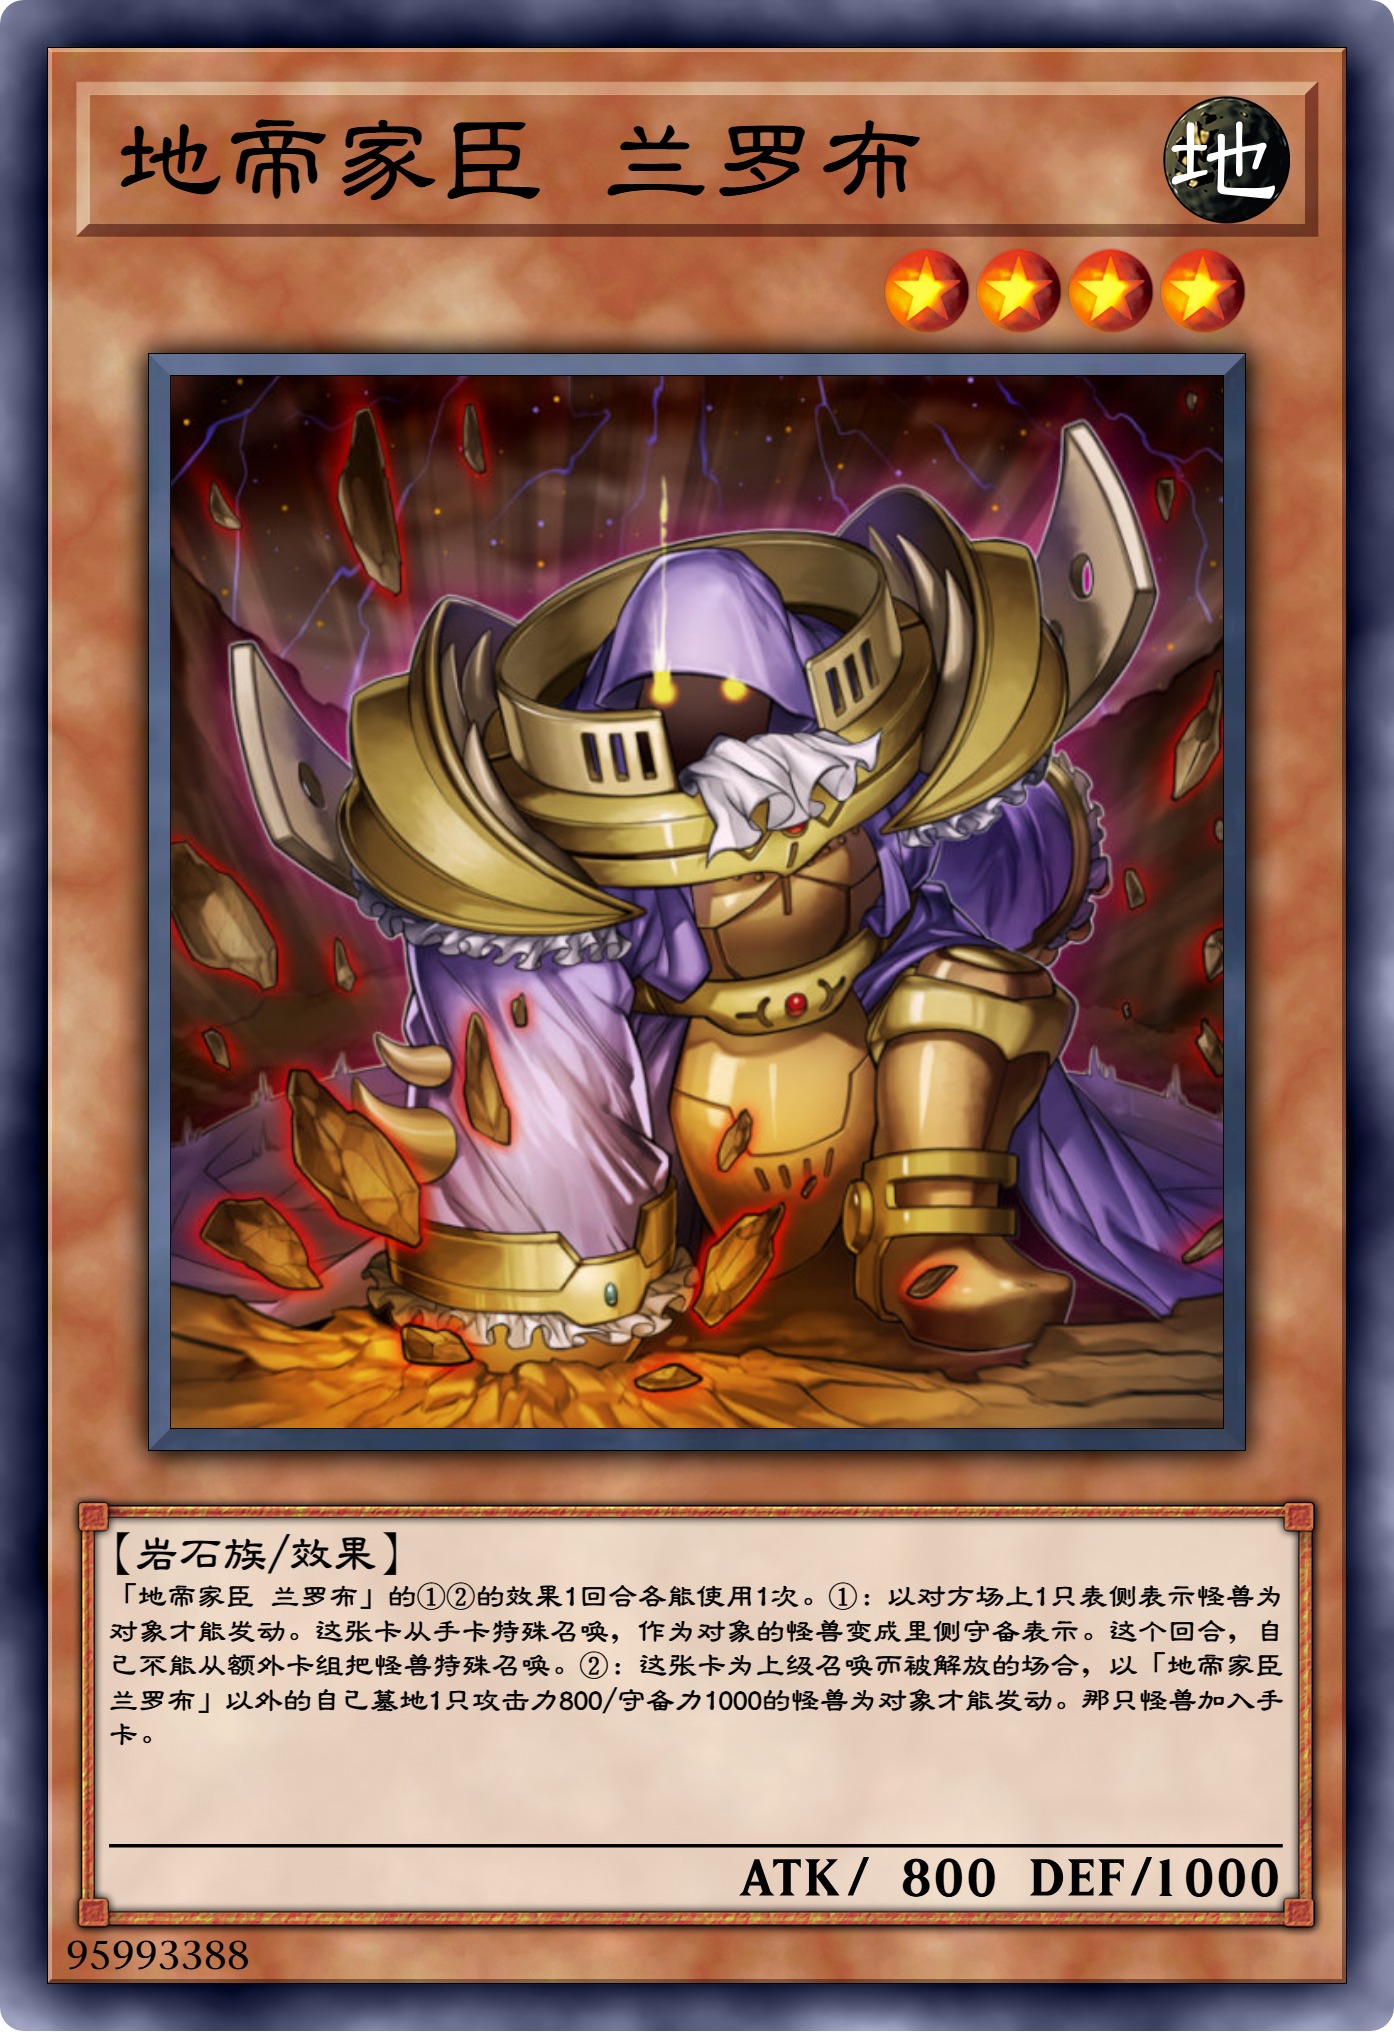 地帝家臣 兰罗布
地
【岩石族/效果】
「地帝家臣 兰罗布」的①②的效果1回合各能使用1次。①：以对方场上1只表侧表示怪兽为
对象才能发动。这张卡从手卡特殊召唤，作为对象的怪兽变成里侧守备表示。这个回合，自
己不能从额外卡组把怪兽特殊召唤。②：这张卡为上级召唤而被解放的场合，以「地帝家臣
兰罗布」以外的自己墓地1只攻击力800/守备力1000的怪兽为对象才能发动。那只怪兽加入手
卡。
ATK/ 800 DEF/1000
95993388